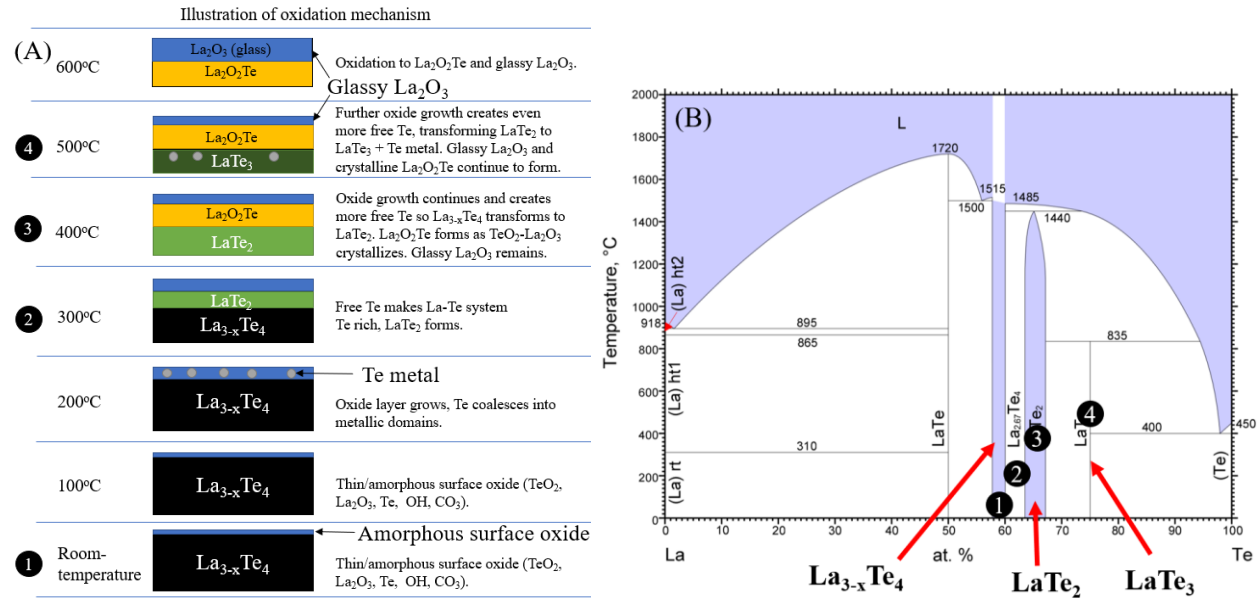 Illustration of oxidation mechanism
(A)
600°C
La₂O₃ (glass)
La₂O₂Te
Oxidation to La₂O₂Te and glassy La₂O₃.
Glassy La₂O₃
4
500°C
La₂O₂Te
LaTe₃
Further oxide growth creates even
more free Te, transforming LaTe₂ to
LaTe₃ + Te metal. Glassy La₂O₃ and
crystalline La₂O₂Te continue to form.
3
400°C
La₂O₂Te
LaTe₂
Oxide growth continues and creates
more free Te so La₃₋ₓTe₄ transforms to
LaTe₂. La₂O₂Te forms as TeO₂-La₂O₃
crystallizes. Glassy La₂O₃ remains.
2
300°C
LaTe₂
La₃₋ₓTe₄
Free Te makes La-Te system
Te rich, LaTe₂ forms.
200°C
La₃₋ₓTe₄
Te metal
Oxide layer grows, Te coalesces into
metallic domains.
100°C
La₃₋ₓTe₄
Thin/amorphous surface oxide (TeO₂,
La₂O₃, Te, OH, CO₃).
1
Room-
temperature
La₃₋ₓTe₄
Amorphous surface oxide
Thin/amorphous surface oxide (TeO₂,
La₂O₃, Te, OH, CO₃).
(B)
Temperature, °C
2000
1800
1600
1400
1200
1000
800
600
400
200
0
918
L
1720
1515
1500
1485
1440
895
865
835
310
400
450
(La) ht2
(La) ht1
(La) rt
LaTe
La₂.₆₇Te₄
Te₂
(Te)
1
2
3
4
0 10 20 30 40 50 60 70 80 90 100
La at. % Te
La₃₋ₓTe₄
LaTe₂
LaTe₃